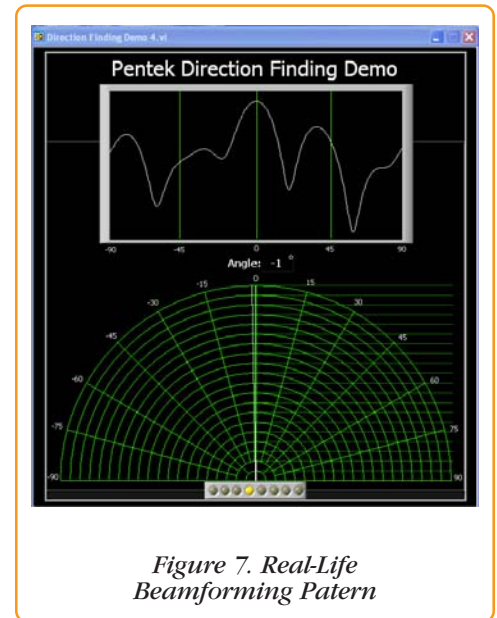 Direction Finding Demo 4.vi
Pentek Direction Finding Demo
-90 -45 0 45 90
Angle: -1 °
0
-15 15
-30 30
-45 45
-60 60
-75 75
-90 90
Figure 7. Real-Life
Beamforming Patern